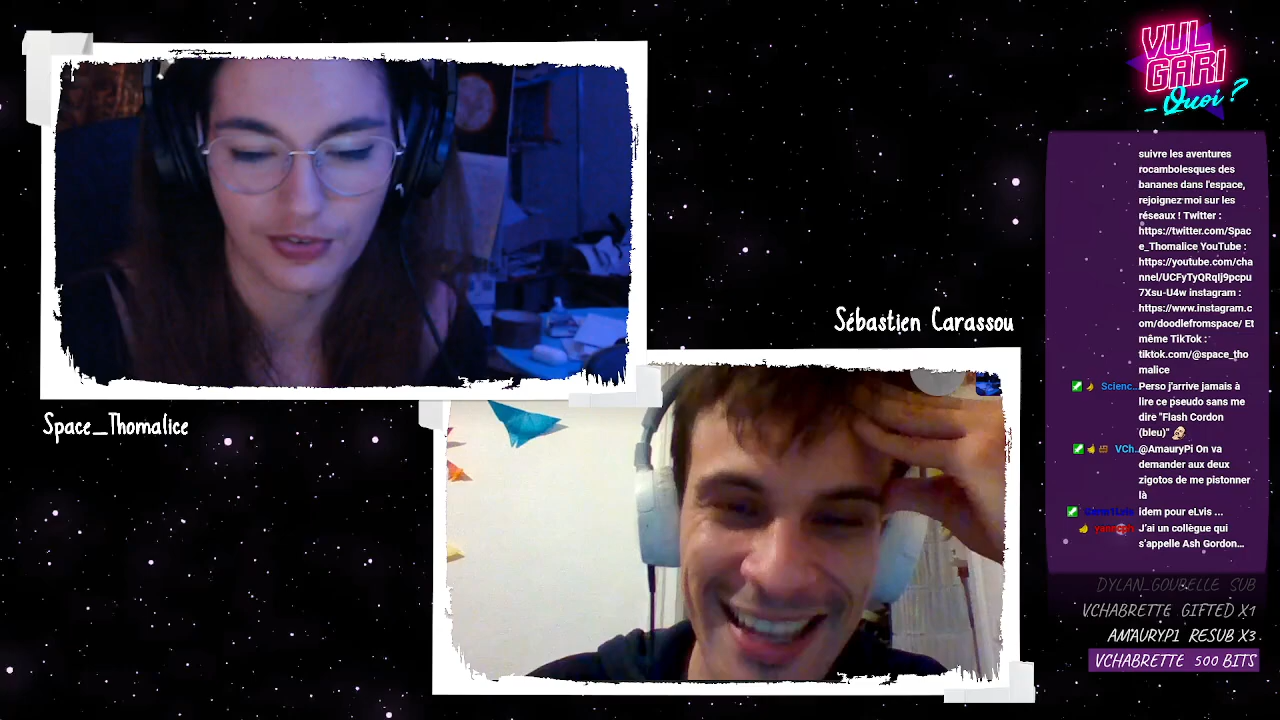 VUL
GARI
-Quoi ?
suivre les aventures
rocambolesques des
bananes dans l'espace,
rejoignez moi sur les
réseaux ! Twitter :
https://twitter.com/Spac
e_Thomalice YouTube :
https://youtube.com/cha
nnel/UCFyTyQRqIj9pcpu
7Xsu-U4w instagram :
https://www.instagram.c
om/doodlefromspace/ Et
même TikTok :
tiktok.com/@space_tho
malice
Scienc... Perso j'arrive jamais à
lire ce pseudo sans me
dire "Flash Cordon
(bleu)"
VCh... @AmauryPi On va
demander aux deux
zigotos de me pistonner
là
idem pour eLvis ...
J'ai un collègue qui
s'appelle Ash Gordon...
DYLAN_GOUBELLE SUB
VCHABRETTE GIFTED X1
AMAURYPI RESUB X3
VCHABRETTE 500 BITS
Sébastien Carassou
Space_Thomalice